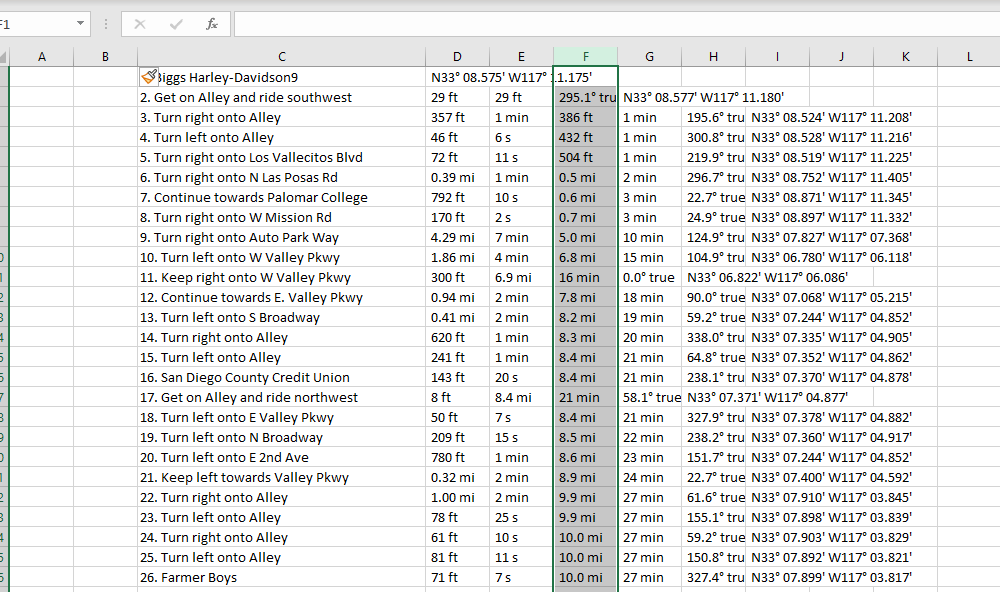 F1 fx
A B C D E F G H I J K L
Biggs Harley-Davidson9 N33° 08.575' W117° 11.175'
2. Get on Alley and ride southwest 29 ft 29 ft 295.1° tru N33° 08.577' W117° 11.180'
3. Turn right onto Alley 357 ft 1 min 386 ft 1 min 195.6° tru N33° 08.524' W117° 11.208'
4. Turn left onto Alley 46 ft 6 s 432 ft 1 min 300.8° tru N33° 08.528' W117° 11.216'
5. Turn right onto Los Vallecitos Blvd 72 ft 11 s 504 ft 1 min 219.9° tru N33° 08.519' W117° 11.225'
6. Turn right onto N Las Posas Rd 0.39 mi 1 min 0.5 mi 2 min 296.7° tru N33° 08.752' W117° 11.405'
7. Continue towards Palomar College 792 ft 10 s 0.6 mi 3 min 22.7° true N33° 08.871' W117° 11.345'
8. Turn right onto W Mission Rd 170 ft 2 s 0.7 mi 3 min 24.9° true N33° 08.897' W117° 11.332'
9. Turn right onto Auto Park Way 4.29 mi 7 min 5.0 mi 10 min 124.9° tru N33° 07.827' W117° 07.368'
10. Turn left onto W Valley Pkwy 1.86 mi 4 min 6.8 mi 15 min 104.9° tru N33° 06.780' W117° 06.118'
11. Keep right onto W Valley Pkwy 300 ft 6.9 mi 16 min 0.0° true N33° 06.822' W117° 06.086'
12. Continue towards E. Valley Pkwy 0.94 mi 2 min 7.8 mi 18 min 90.0° true N33° 07.068' W117° 05.215'
13. Turn left onto S Broadway 0.41 mi 2 min 8.2 mi 19 min 59.2° true N33° 07.244' W117° 04.852'
14. Turn right onto Alley 620 ft 1 min 8.3 mi 20 min 338.0° tru N33° 07.335' W117° 04.905'
15. Turn left onto Alley 241 ft 1 min 8.4 mi 21 min 64.8° true N33° 07.352' W117° 04.862'
16. San Diego County Credit Union 143 ft 20 s 8.4 mi 21 min 238.1° tru N33° 07.370' W117° 04.878'
17. Get on Alley and ride northwest 8 ft 8.4 mi 21 min 58.1° true N33° 07.371' W117° 04.877'
18. Turn left onto E Valley Pkwy 50 ft 7 s 8.4 mi 21 min 327.9° tru N33° 07.378' W117° 04.882'
19. Turn left onto N Broadway 209 ft 15 s 8.5 mi 22 min 238.2° tru N33° 07.360' W117° 04.917'
20. Turn left onto E 2nd Ave 780 ft 1 min 8.6 mi 23 min 151.7° tru N33° 07.244' W117° 04.852'
21. Keep left towards Valley Pkwy 0.32 mi 2 min 8.9 mi 24 min 22.7° true N33° 07.400' W117° 04.592'
22. Turn right onto Alley 1.00 mi 2 min 9.9 mi 27 min 61.6° true N33° 07.910' W117° 03.845'
23. Turn left onto Alley 78 ft 25 s 9.9 mi 27 min 155.1° tru N33° 07.898' W117° 03.839'
24. Turn right onto Alley 61 ft 10 s 10.0 mi 27 min 59.2° true N33° 07.903' W117° 03.829'
25. Turn left onto Alley 81 ft 11 s 10.0 mi 27 min 150.8° tru N33° 07.892' W117° 03.821'
26. Farmer Boys 71 ft 7 s 10.0 mi 27 min 327.4° tru N33° 07.899' W117° 03.817'